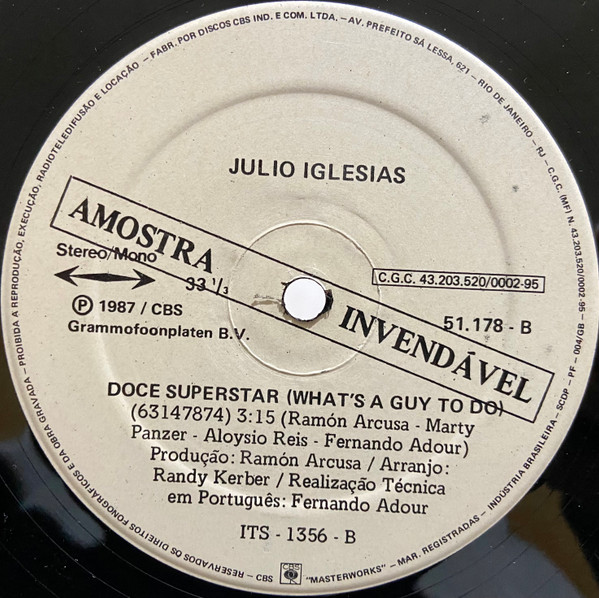 FABR. POR DISCOS CBS IND. E COM. LTDA. - AV. PREFEITO SÁ LESSA, 621 - RIO DE JANEIRO - RJ - C.G.C. (MF) N. 43.203.520/0002-95
INDÚSTRIA BRASILEIRA - SCDP - PF - 004/GB
RESERVADOS OS DIREITOS FONOGRÁFICOS E DA OBRA GRAVADA - PROIBIDA A REPRODUÇÃO, EXECUÇÃO, RADIOTELEDIFUSÃO E LOCAÇÃO -
JULIO IGLESIAS
AMOSTRA INVENDÁVEL
Stereo/Mono
33 1/3
C.G.C. 43.203.520/0002-95
Ⓟ 1987 / CBS
Grammofoonplaten B.V.
51.178 - B
DOCE SUPERSTAR (WHAT'S A GUY TO DO)
(63147874) 3:15 (Ramón Arcusa - Marty
Panzer - Aloysio Reis - Fernando Adour)
Produção: Ramón Arcusa / Arranjo:
Randy Kerber / Realização Técnica
em Português: Fernando Adour
ITS - 1356 - B
CBS
- CBS "MASTERWORKS" - MAR. REGISTRADAS -